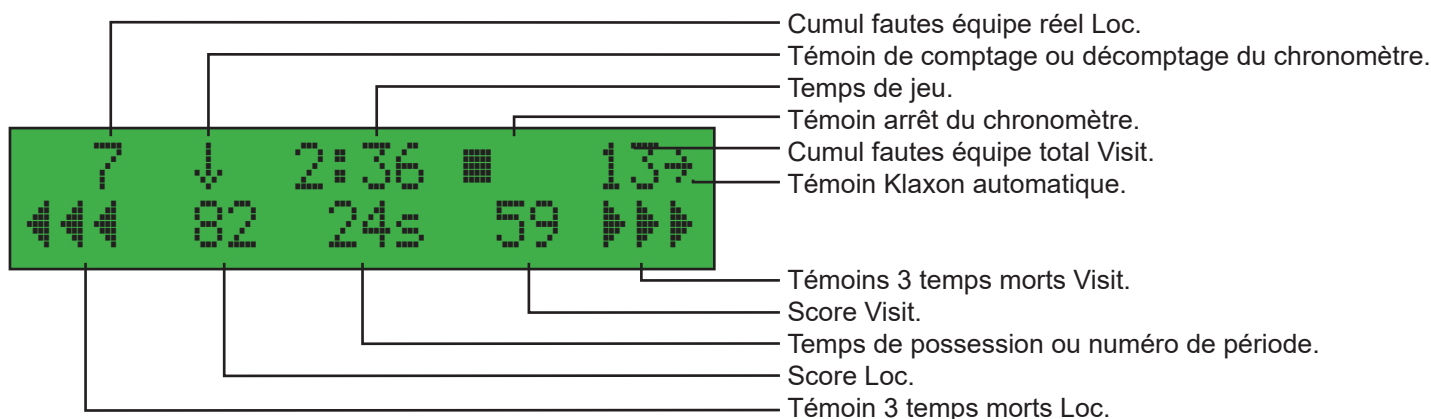 Cumul fautes équipe réel Loc.
Témoin de comptage ou décomptage du chronomètre.
Temps de jeu.
Témoin arrêt du chronomètre.
Cumul fautes équipe total Visit.
Témoin Klaxon automatique.
7 ↓ 2:36 ■ 13→
◀◀◀ 82 24s 59 ▶▶▶
Témoins 3 temps morts Visit.
Score Visit.
Temps de possession ou numéro de période.
Score Loc.
Témoin 3 temps morts Loc.